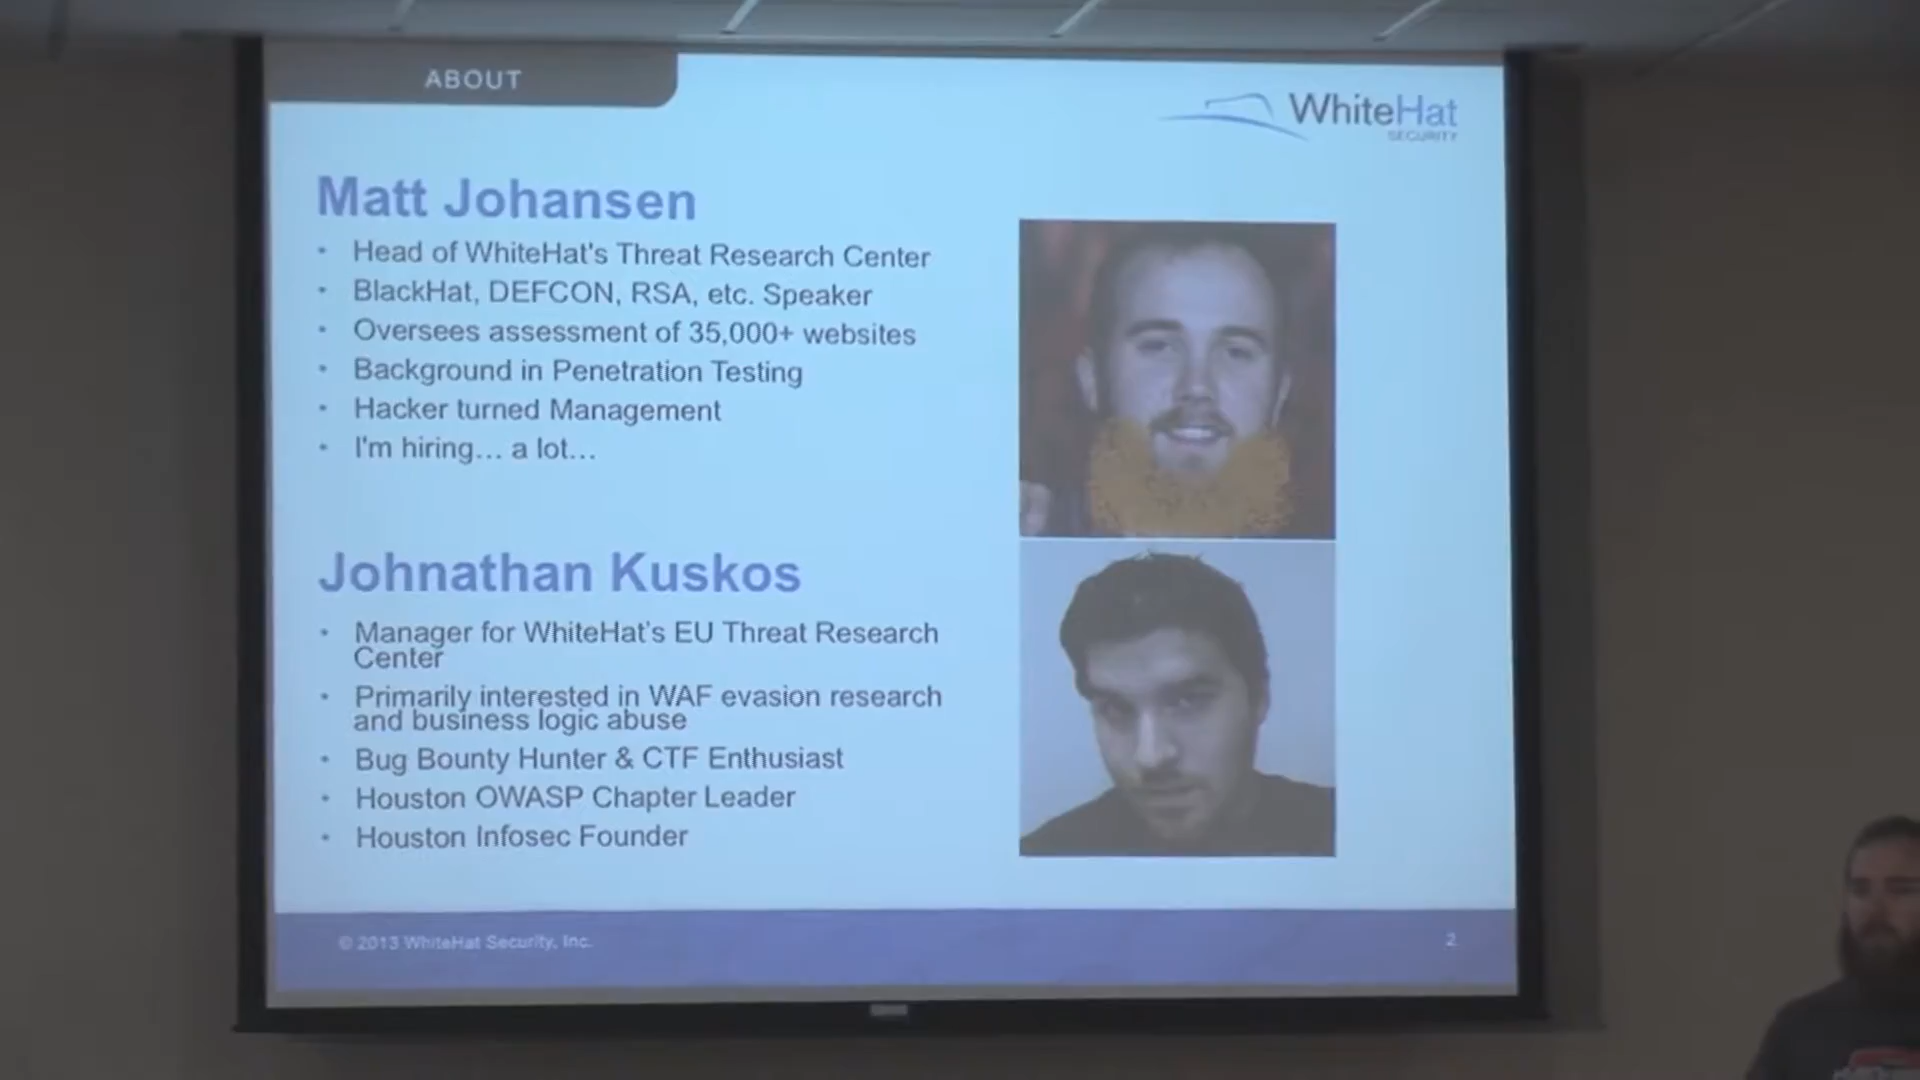 ABOUT
WhiteHat
SECURITY
Matt Johansen
• Head of WhiteHat's Threat Research Center
• BlackHat, DEFCON, RSA, etc. Speaker
• Oversees assessment of 35,000+ websites
• Background in Penetration Testing
• Hacker turned Management
• I'm hiring… a lot…
Johnathan Kuskos
• Manager for WhiteHat's EU Threat Research
Center
• Primarily interested in WAF evasion research
and business logic abuse
• Bug Bounty Hunter & CTF Enthusiast
• Houston OWASP Chapter Leader
• Houston Infosec Founder
© 2013 WhiteHat Security, Inc.
2